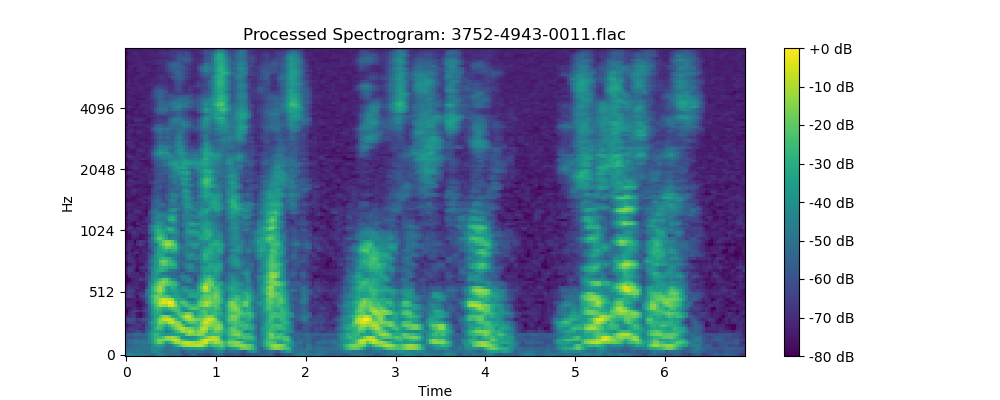 Processed Spectrogram: 3752-4943-0011.flac
Hz
4096
2048
1024
512
0
0 1 2 3 4 5 6
Time
+0 dB
-10 dB
-20 dB
-30 dB
-40 dB
-50 dB
-60 dB
-70 dB
-80 dB